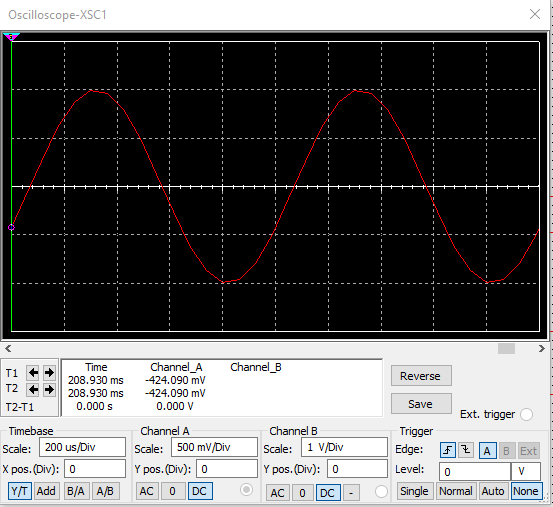 Oscilloscope-XSC1
Time Channel_A Channel_B
T1 208.930 ms -424.090 mV
T2 208.930 ms -424.090 mV
T2-T1 0.000 s 0.000 V
Reverse
Save
Ext. trigger
Timebase
Scale: 200 us/Div
X pos.(Div): 0
Y/T Add B/A A/B
Channel A
Scale: 500 mV/Div
Y pos.(Div): 0
AC 0 DC
Channel B
Scale: 1 V/Div
Y pos.(Div): 0
AC 0 DC -
Trigger
Edge: A B Ext
Level: 0 V
Single Normal Auto None